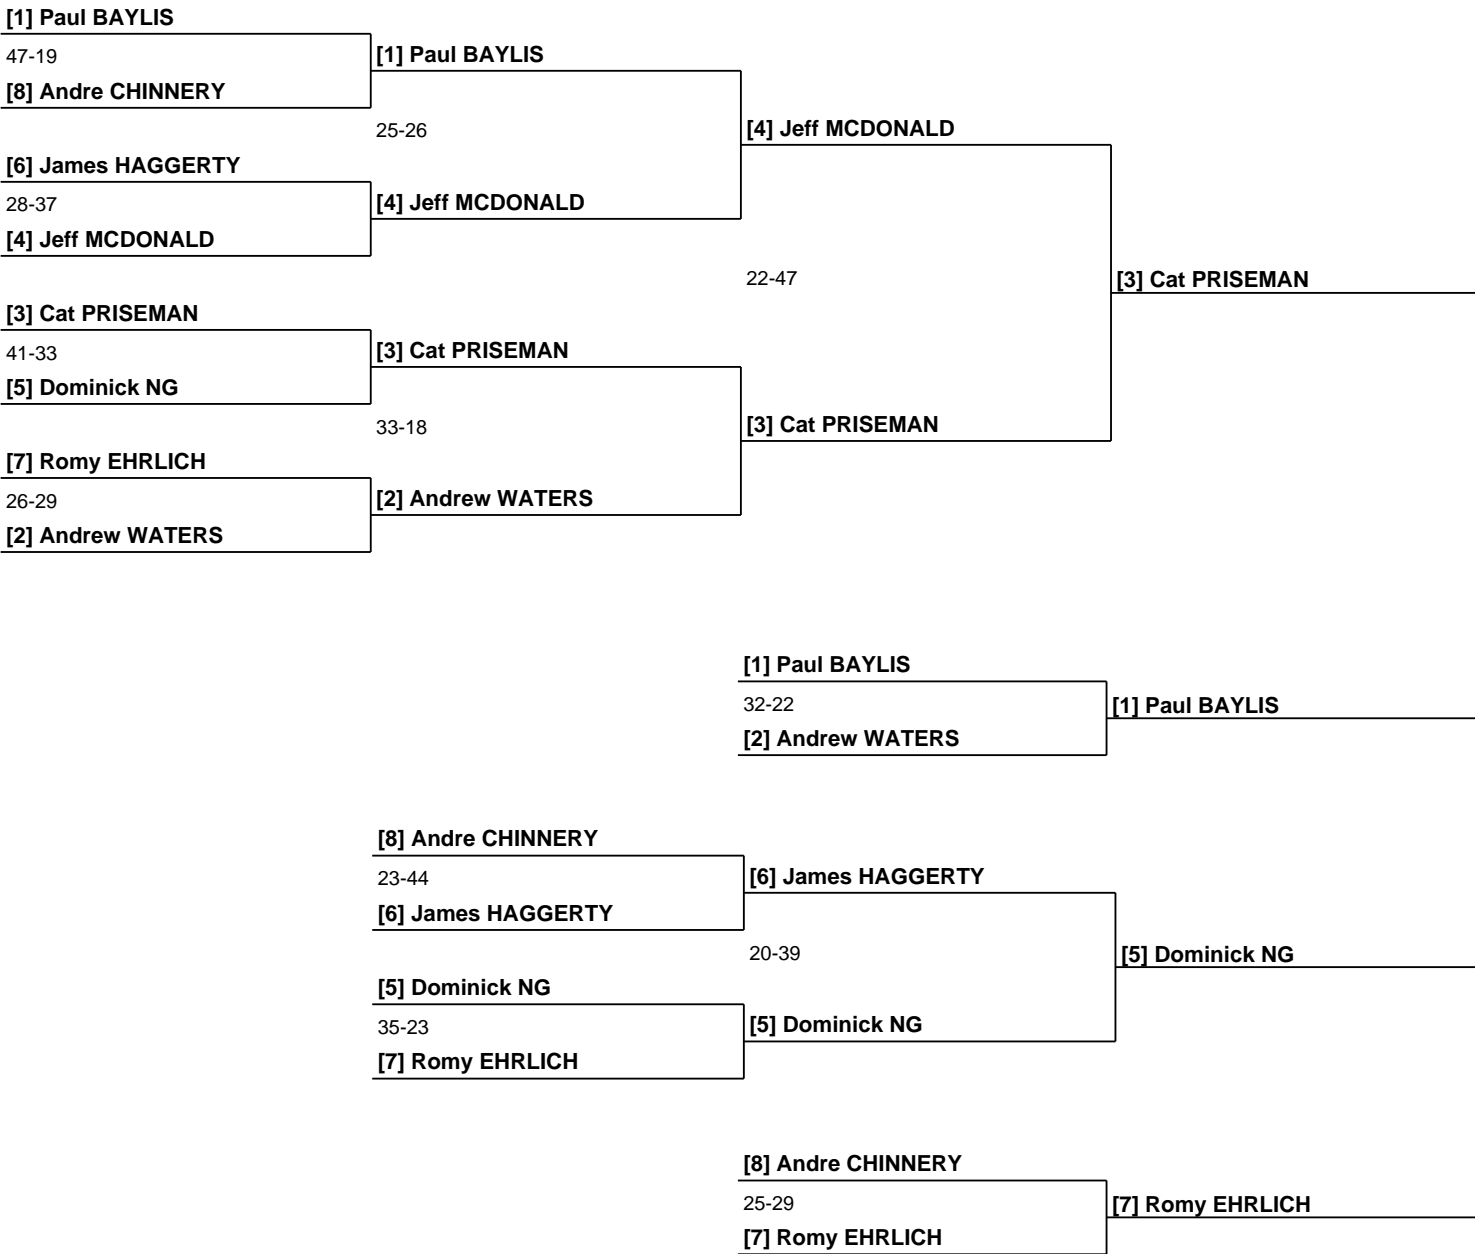 [1] Paul BAYLIS
47-19
[1] Paul BAYLIS
[8] Andre CHINNERY
25-26
[4] Jeff MCDONALD
[6] James HAGGERTY
28-37
[4] Jeff MCDONALD
[4] Jeff MCDONALD
22-47
[3] Cat PRISEMAN
[3] Cat PRISEMAN
41-33
[3] Cat PRISEMAN
[5] Dominick NG
33-18
[3] Cat PRISEMAN
[7] Romy EHRLICH
26-29
[2] Andrew WATERS
[2] Andrew WATERS
[1] Paul BAYLIS
32-22
[1] Paul BAYLIS
[2] Andrew WATERS
[8] Andre CHINNERY
23-44
[6] James HAGGERTY
[6] James HAGGERTY
20-39
[5] Dominick NG
[5] Dominick NG
35-23
[5] Dominick NG
[7] Romy EHRLICH
[8] Andre CHINNERY
25-29
[7] Romy EHRLICH
[7] Romy EHRLICH